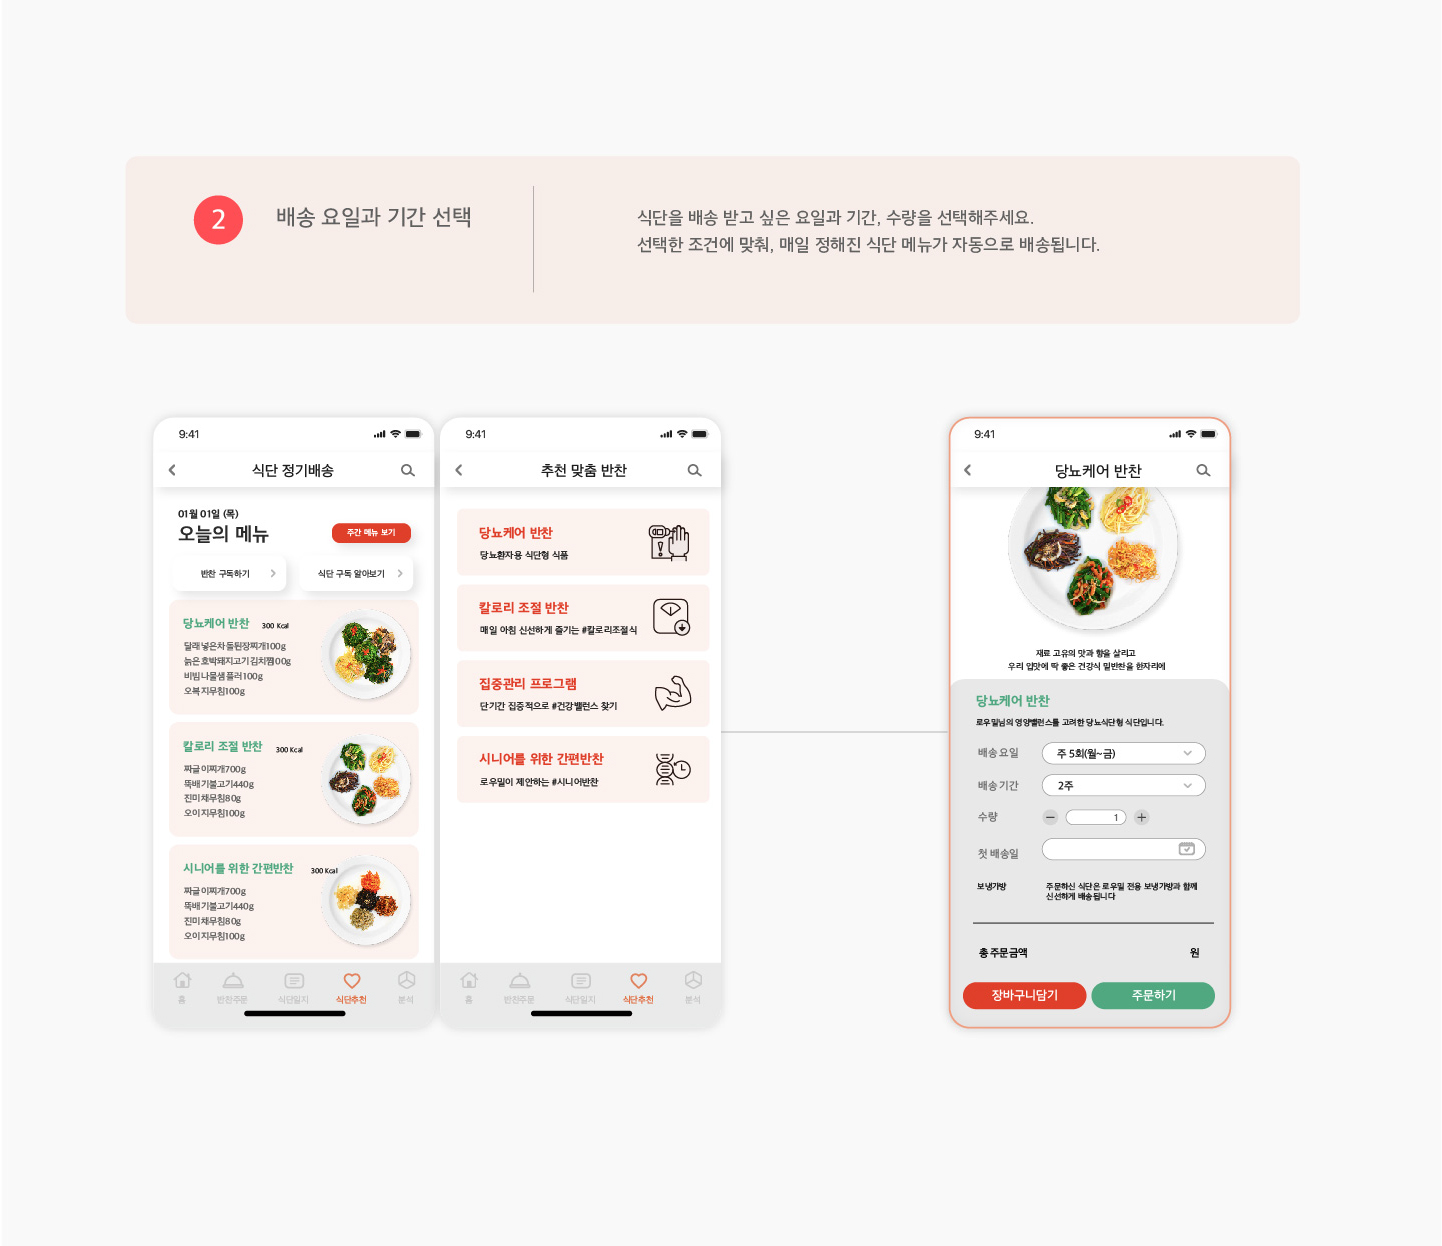 2
배송 요일과 기간 선택
식단을 배송 받고 싶은 요일과 기간, 수량을 선택해주세요.
선택한 조건에 맞춰, 매일 정해진 식단 메뉴가 자동으로 배송됩니다.
9:41
식단 정기배송
01월 01일 (목)
오늘의 메뉴
주간 메뉴 보기
반찬 구독하기
식단 구독 알아보기
당뇨케어 반찬 300 Kcal
달래넣은차돌된장찌개100g
늙은호박돼지고기김치찜100g
비빔나물샘플러100g
오복지무침100g
칼로리 조절 반찬 300 Kcal
짜글이찌개700g
뚝배기불고기440g
진미채무침80g
오이지무침100g
시니어를 위한 간편반찬 300 Kcal
짜글이찌개700g
뚝배기불고기440g
진미채무침80g
오이지무침100g
홈 반찬주문 식단일지 식단추천 분석
9:41
추천 맞춤 반찬
당뇨케어 반찬
당뇨환자용 식단형 식품
칼로리 조절 반찬
매일 아침 신선하게 즐기는 #칼로리조절식
집중관리 프로그램
단기간 집중적으로 #건강밸런스 찾기
시니어를 위한 간편반찬
로우밀이 제안하는 #시니어반찬
홈 반찬주문 식단일지 식단추천 분석
9:41
당뇨케어 반찬
재료 고유의 맛과 향을 살리고
우리 입맛에 딱 좋은 건강식 밑반찬을 한자리에
당뇨케어 반찬
로우밀님의 영양밸런스를 고려한 당뇨식단형 식단입니다.
배송요일 주 5회(월~금)
배송기간 2주
수량 1
첫 배송일
보냉가방 주문하신 식단은 로우밀 전용 보냉가방과 함께
신선하게 배송됩니다
총 주문금액 원
장바구니담기 주문하기